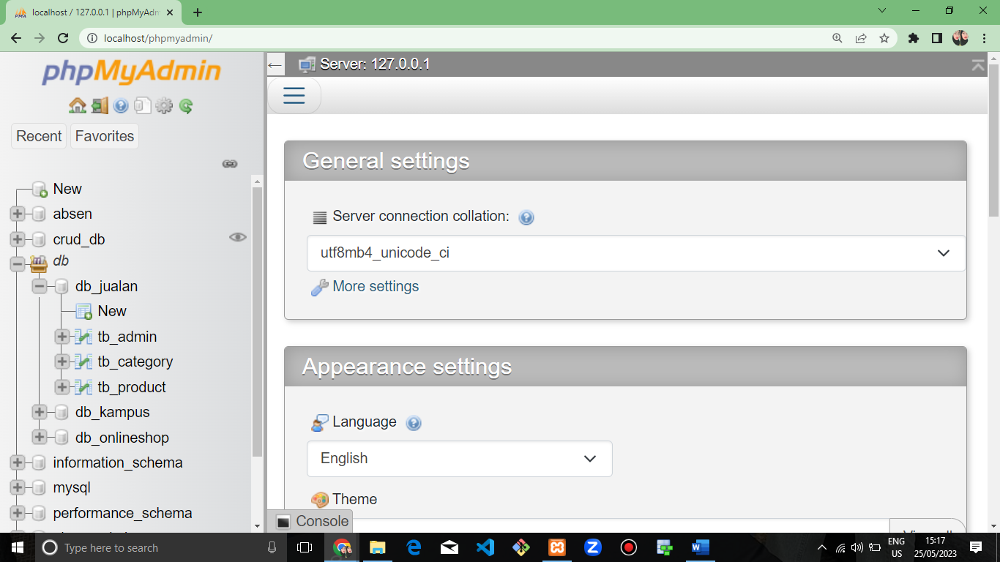 localhost / 127.0.0.1 | phpMyAdm
localhost/phpmyadmin/
phpMyAdmin
Recent Favorites
New
absen
crud_db
db
db_jualan
New
tb_admin
tb_category
tb_product
db_kampus
db_onlineshop
information_schema
mysql
performance_schema
Server: 127.0.0.1
General settings
Server connection collation:
utf8mb4_unicode_ci
More settings
Appearance settings
Language
English
Theme
Console
Type here to search
ENG
US
15:17
25/05/2023